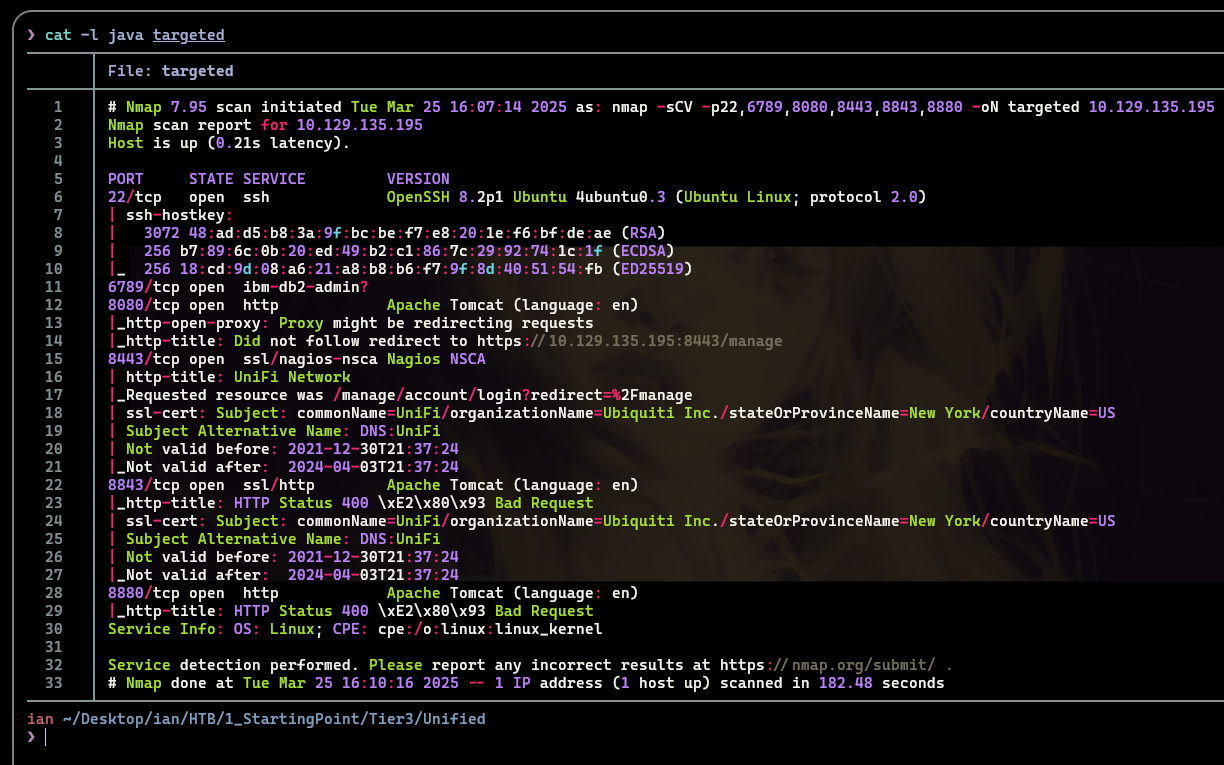 ❯ cat -l java targeted
File: targeted
1 # Nmap 7.95 scan initiated Tue Mar 25 16:07:14 2025 as: nmap -sCV -p22,6789,8080,8443,8843,8880 -oN targeted 10.129.135.195
2 Nmap scan report for 10.129.135.195
3 Host is up (0.21s latency).
4
5 PORT     STATE SERVICE         VERSION
6 22/tcp   open  ssh             OpenSSH 8.2p1 Ubuntu 4ubuntu0.3 (Ubuntu Linux; protocol 2.0)
7 | ssh-hostkey:
8 |   3072 48:ad:d5:b8:3a:9f:bc:be:f7:e8:20:1e:f6:bf:de:ae (RSA)
9 |   256 b7:89:6c:0b:20:ed:49:b2:c1:86:7c:29:92:74:1c:1f (ECDSA)
10 |_  256 18:cd:9d:08:a6:21:a8:b8:b6:f7:9f:8d:40:51:54:fb (ED25519)
11 6789/tcp open  ibm-db2-admin?
12 8080/tcp open  http            Apache Tomcat (language: en)
13 |_http-open-proxy: Proxy might be redirecting requests
14 |_http-title: Did not follow redirect to https://10.129.135.195:8443/manage
15 8443/tcp open  ssl/nagios-nsca Nagios NSCA
16 | http-title: UniFi Network
17 |_Requested resource was /manage/account/login?redirect=%2Fmanage
18 | ssl-cert: Subject: commonName=UniFi/organizationName=Ubiquiti Inc./stateOrProvinceName=New York/countryName=US
19 | Subject Alternative Name: DNS:UniFi
20 | Not valid before: 2021-12-30T21:37:24
21 |_Not valid after:  2024-04-03T21:37:24
22 8843/tcp open  ssl/http        Apache Tomcat (language: en)
23 |_http-title: HTTP Status 400 \xE2\x80\x93 Bad Request
24 | ssl-cert: Subject: commonName=UniFi/organizationName=Ubiquiti Inc./stateOrProvinceName=New York/countryName=US
25 | Subject Alternative Name: DNS:UniFi
26 | Not valid before: 2021-12-30T21:37:24
27 |_Not valid after:  2024-04-03T21:37:24
28 8880/tcp open  http            Apache Tomcat (language: en)
29 |_http-title: HTTP Status 400 \xE2\x80\x93 Bad Request
30 Service Info: OS: Linux; CPE: cpe:/o:linux:linux_kernel
31
32 Service detection performed. Please report any incorrect results at https://nmap.org/submit/ .
33 # Nmap done at Tue Mar 25 16:10:16 2025 -- 1 IP address (1 host up) scanned in 182.48 seconds
ian ~/Desktop/ian/HTB/1_StartingPoint/Tier3/Unified
❯